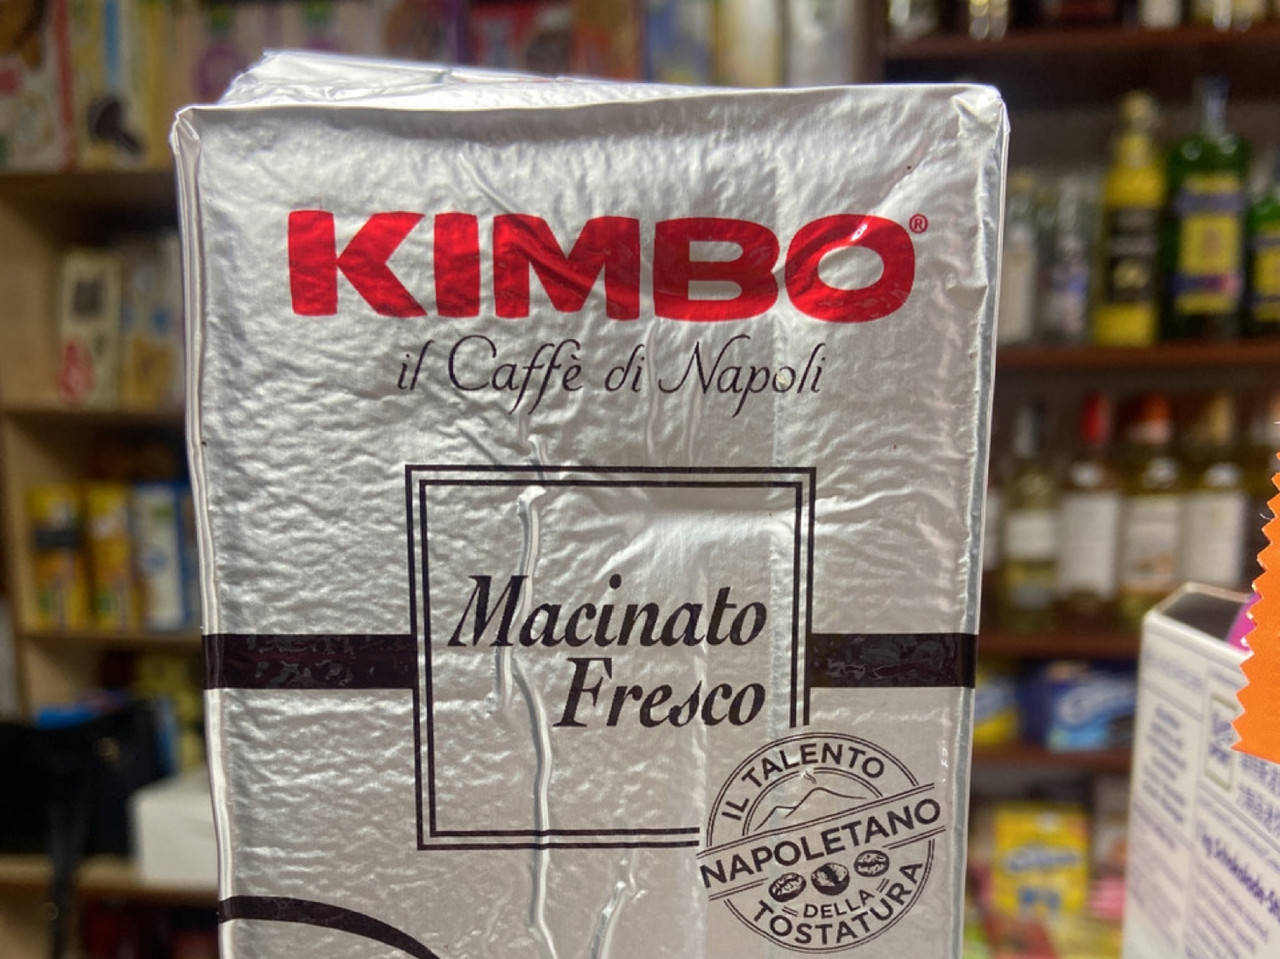 KIMBO®
il Caffè di Napoli
Macinato
Fresco
IL TALENTO
NAPOLETANO
DELLA
TOSTATURA